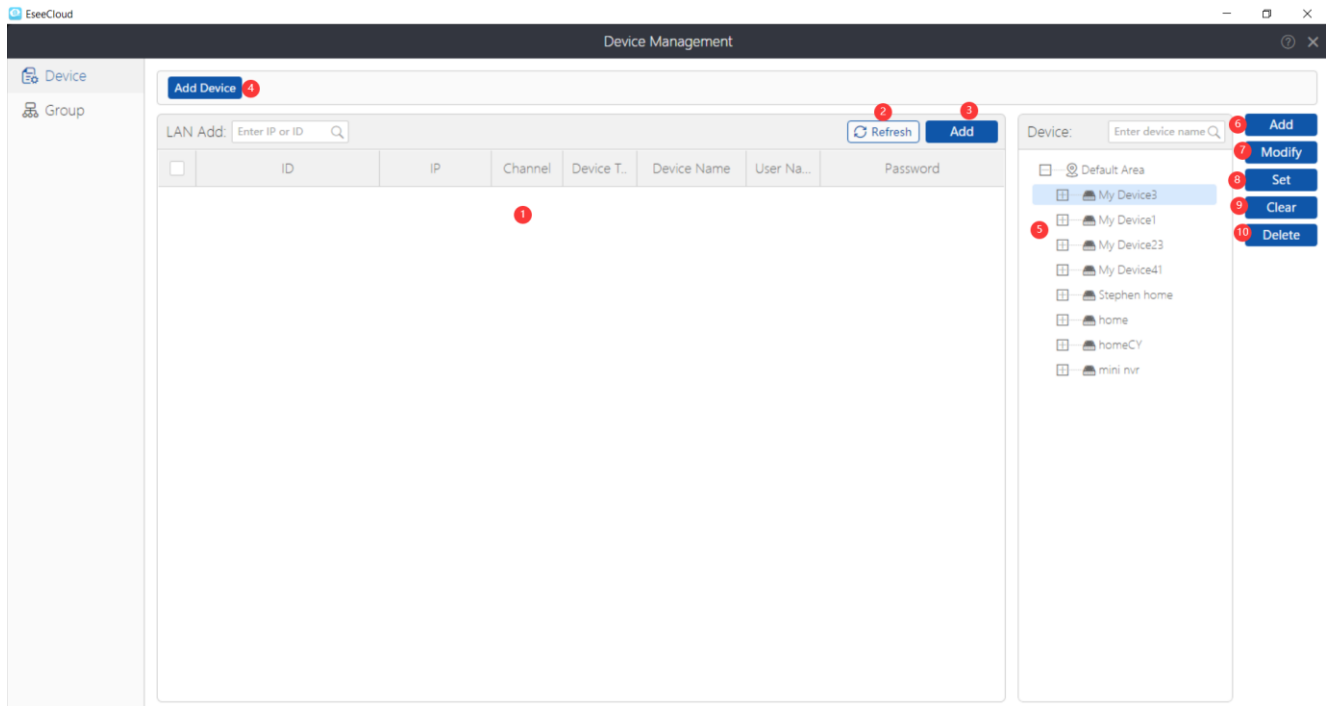 EseeCloud
Device Management
Device
Group
Add Device 4
LAN Add: Enter IP or ID
2
Refresh
3
Add
ID IP Channel Device T... Device Name User Na... Password
1
Device: Enter device name
Default Area
My Device3
My Device1
5
My Device23
My Device41
Stephen home
home
homeCY
mini nvr
6 Add
7 Modify
8 Set
9 Clear
10 Delete